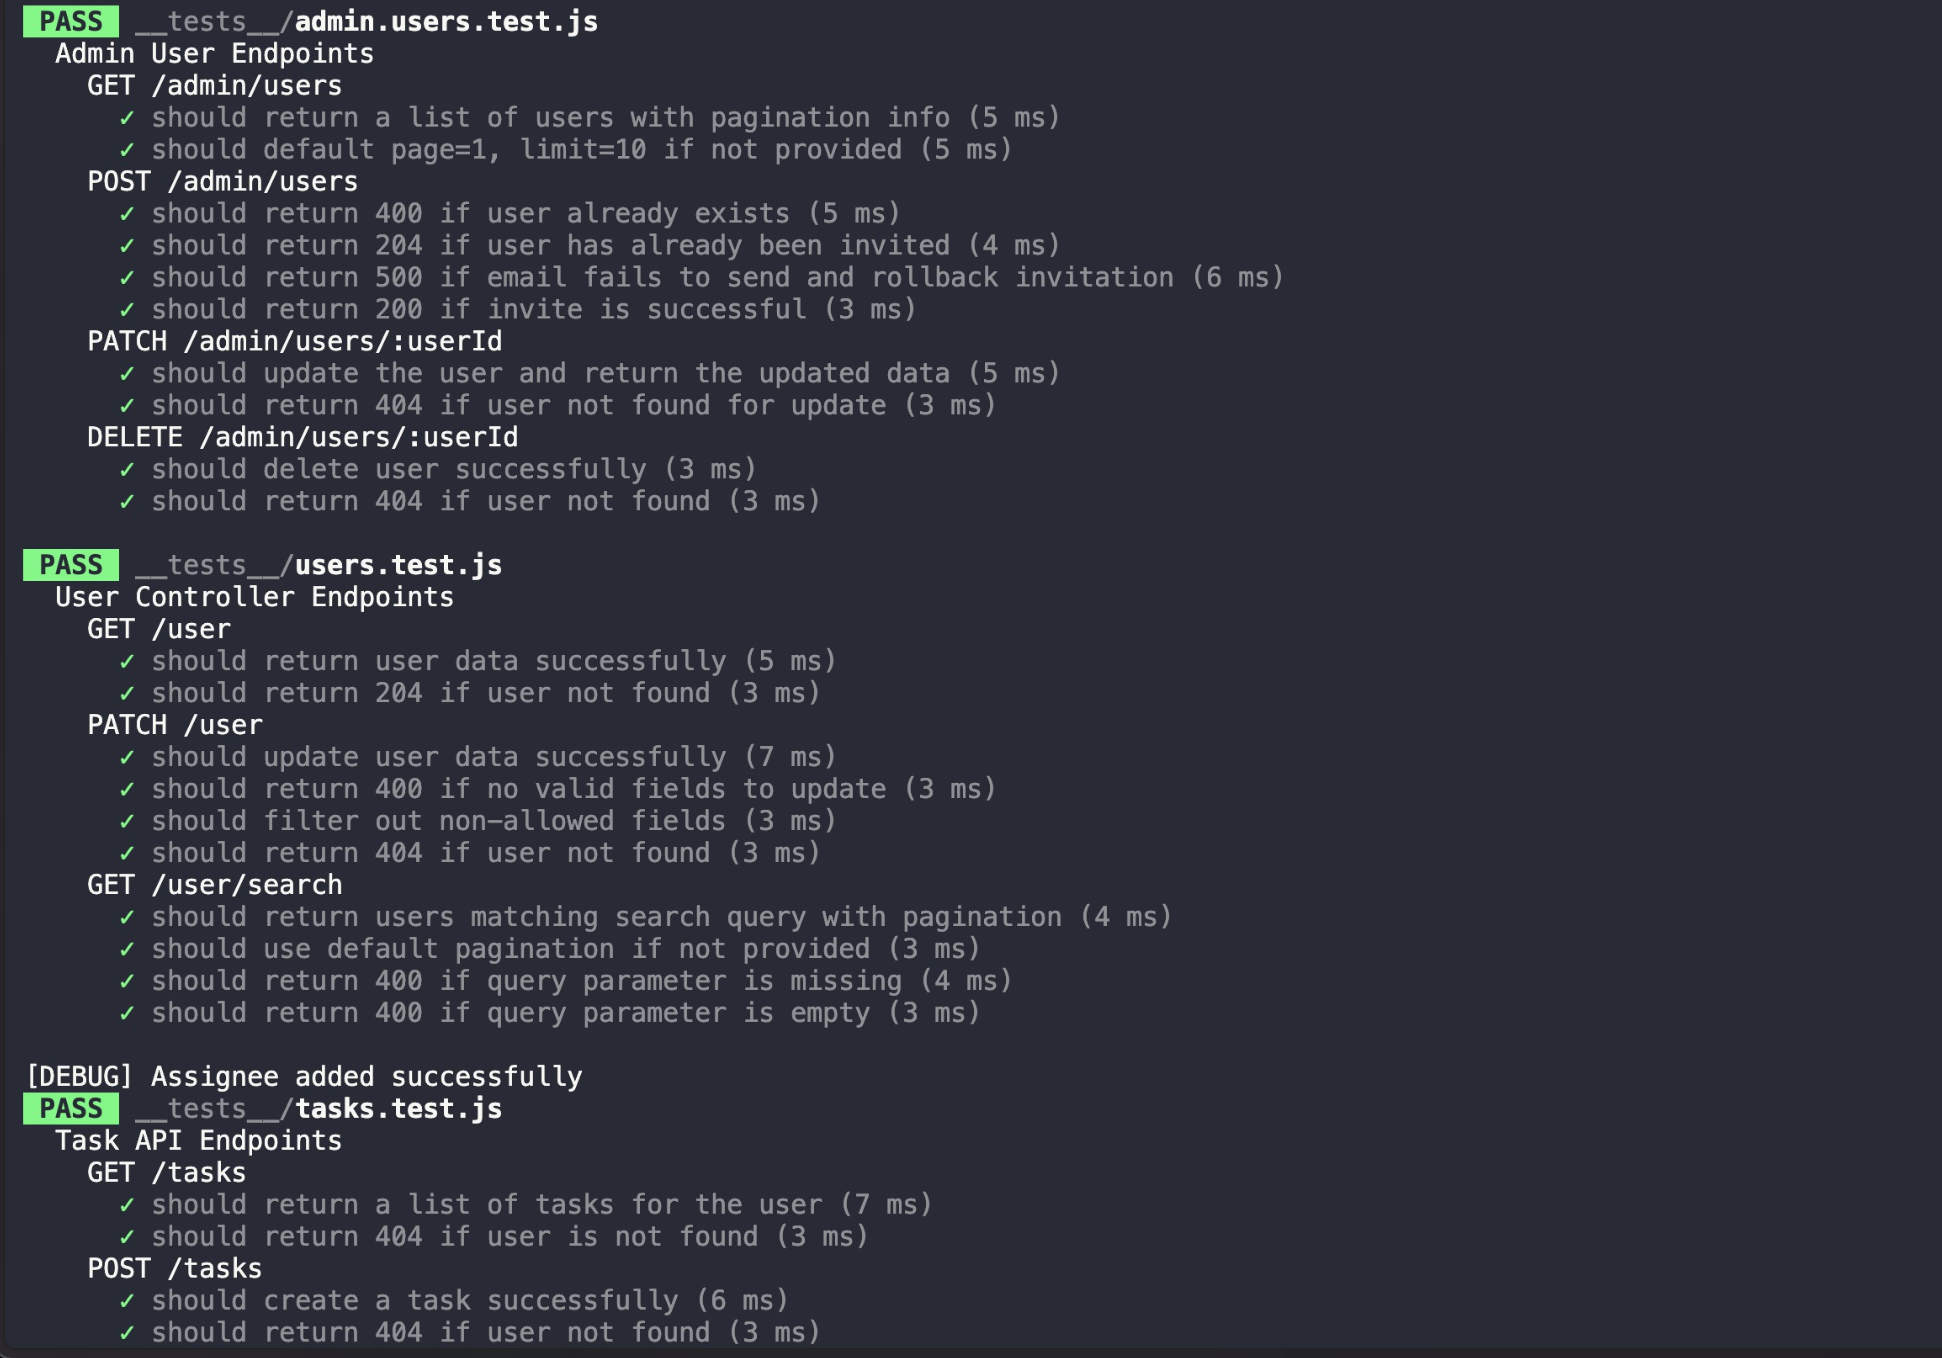 PASS __tests__/admin.users.test.js
Admin User Endpoints
GET /admin/users
✓ should return a list of users with pagination info (5 ms)
✓ should default page=1, limit=10 if not provided (5 ms)
POST /admin/users
✓ should return 400 if user already exists (5 ms)
✓ should return 204 if user has already been invited (4 ms)
✓ should return 500 if email fails to send and rollback invitation (6 ms)
✓ should return 200 if invite is successful (3 ms)
PATCH /admin/users/:userId
✓ should update the user and return the updated data (5 ms)
✓ should return 404 if user not found for update (3 ms)
DELETE /admin/users/:userId
✓ should delete user successfully (3 ms)
✓ should return 404 if user not found (3 ms)
PASS __tests__/users.test.js
User Controller Endpoints
GET /user
✓ should return user data successfully (5 ms)
✓ should return 204 if user not found (3 ms)
PATCH /user
✓ should update user data successfully (7 ms)
✓ should return 400 if no valid fields to update (3 ms)
✓ should filter out non-allowed fields (3 ms)
✓ should return 404 if user not found (3 ms)
GET /user/search
✓ should return users matching search query with pagination (4 ms)
✓ should use default pagination if not provided (3 ms)
✓ should return 400 if query parameter is missing (4 ms)
✓ should return 400 if query parameter is empty (3 ms)
[DEBUG] Assignee added successfully
PASS __tests__/tasks.test.js
Task API Endpoints
GET /tasks
✓ should return a list of tasks for the user (7 ms)
✓ should return 404 if user is not found (3 ms)
POST /tasks
✓ should create a task successfully (6 ms)
✓ should return 404 if user not found (3 ms)